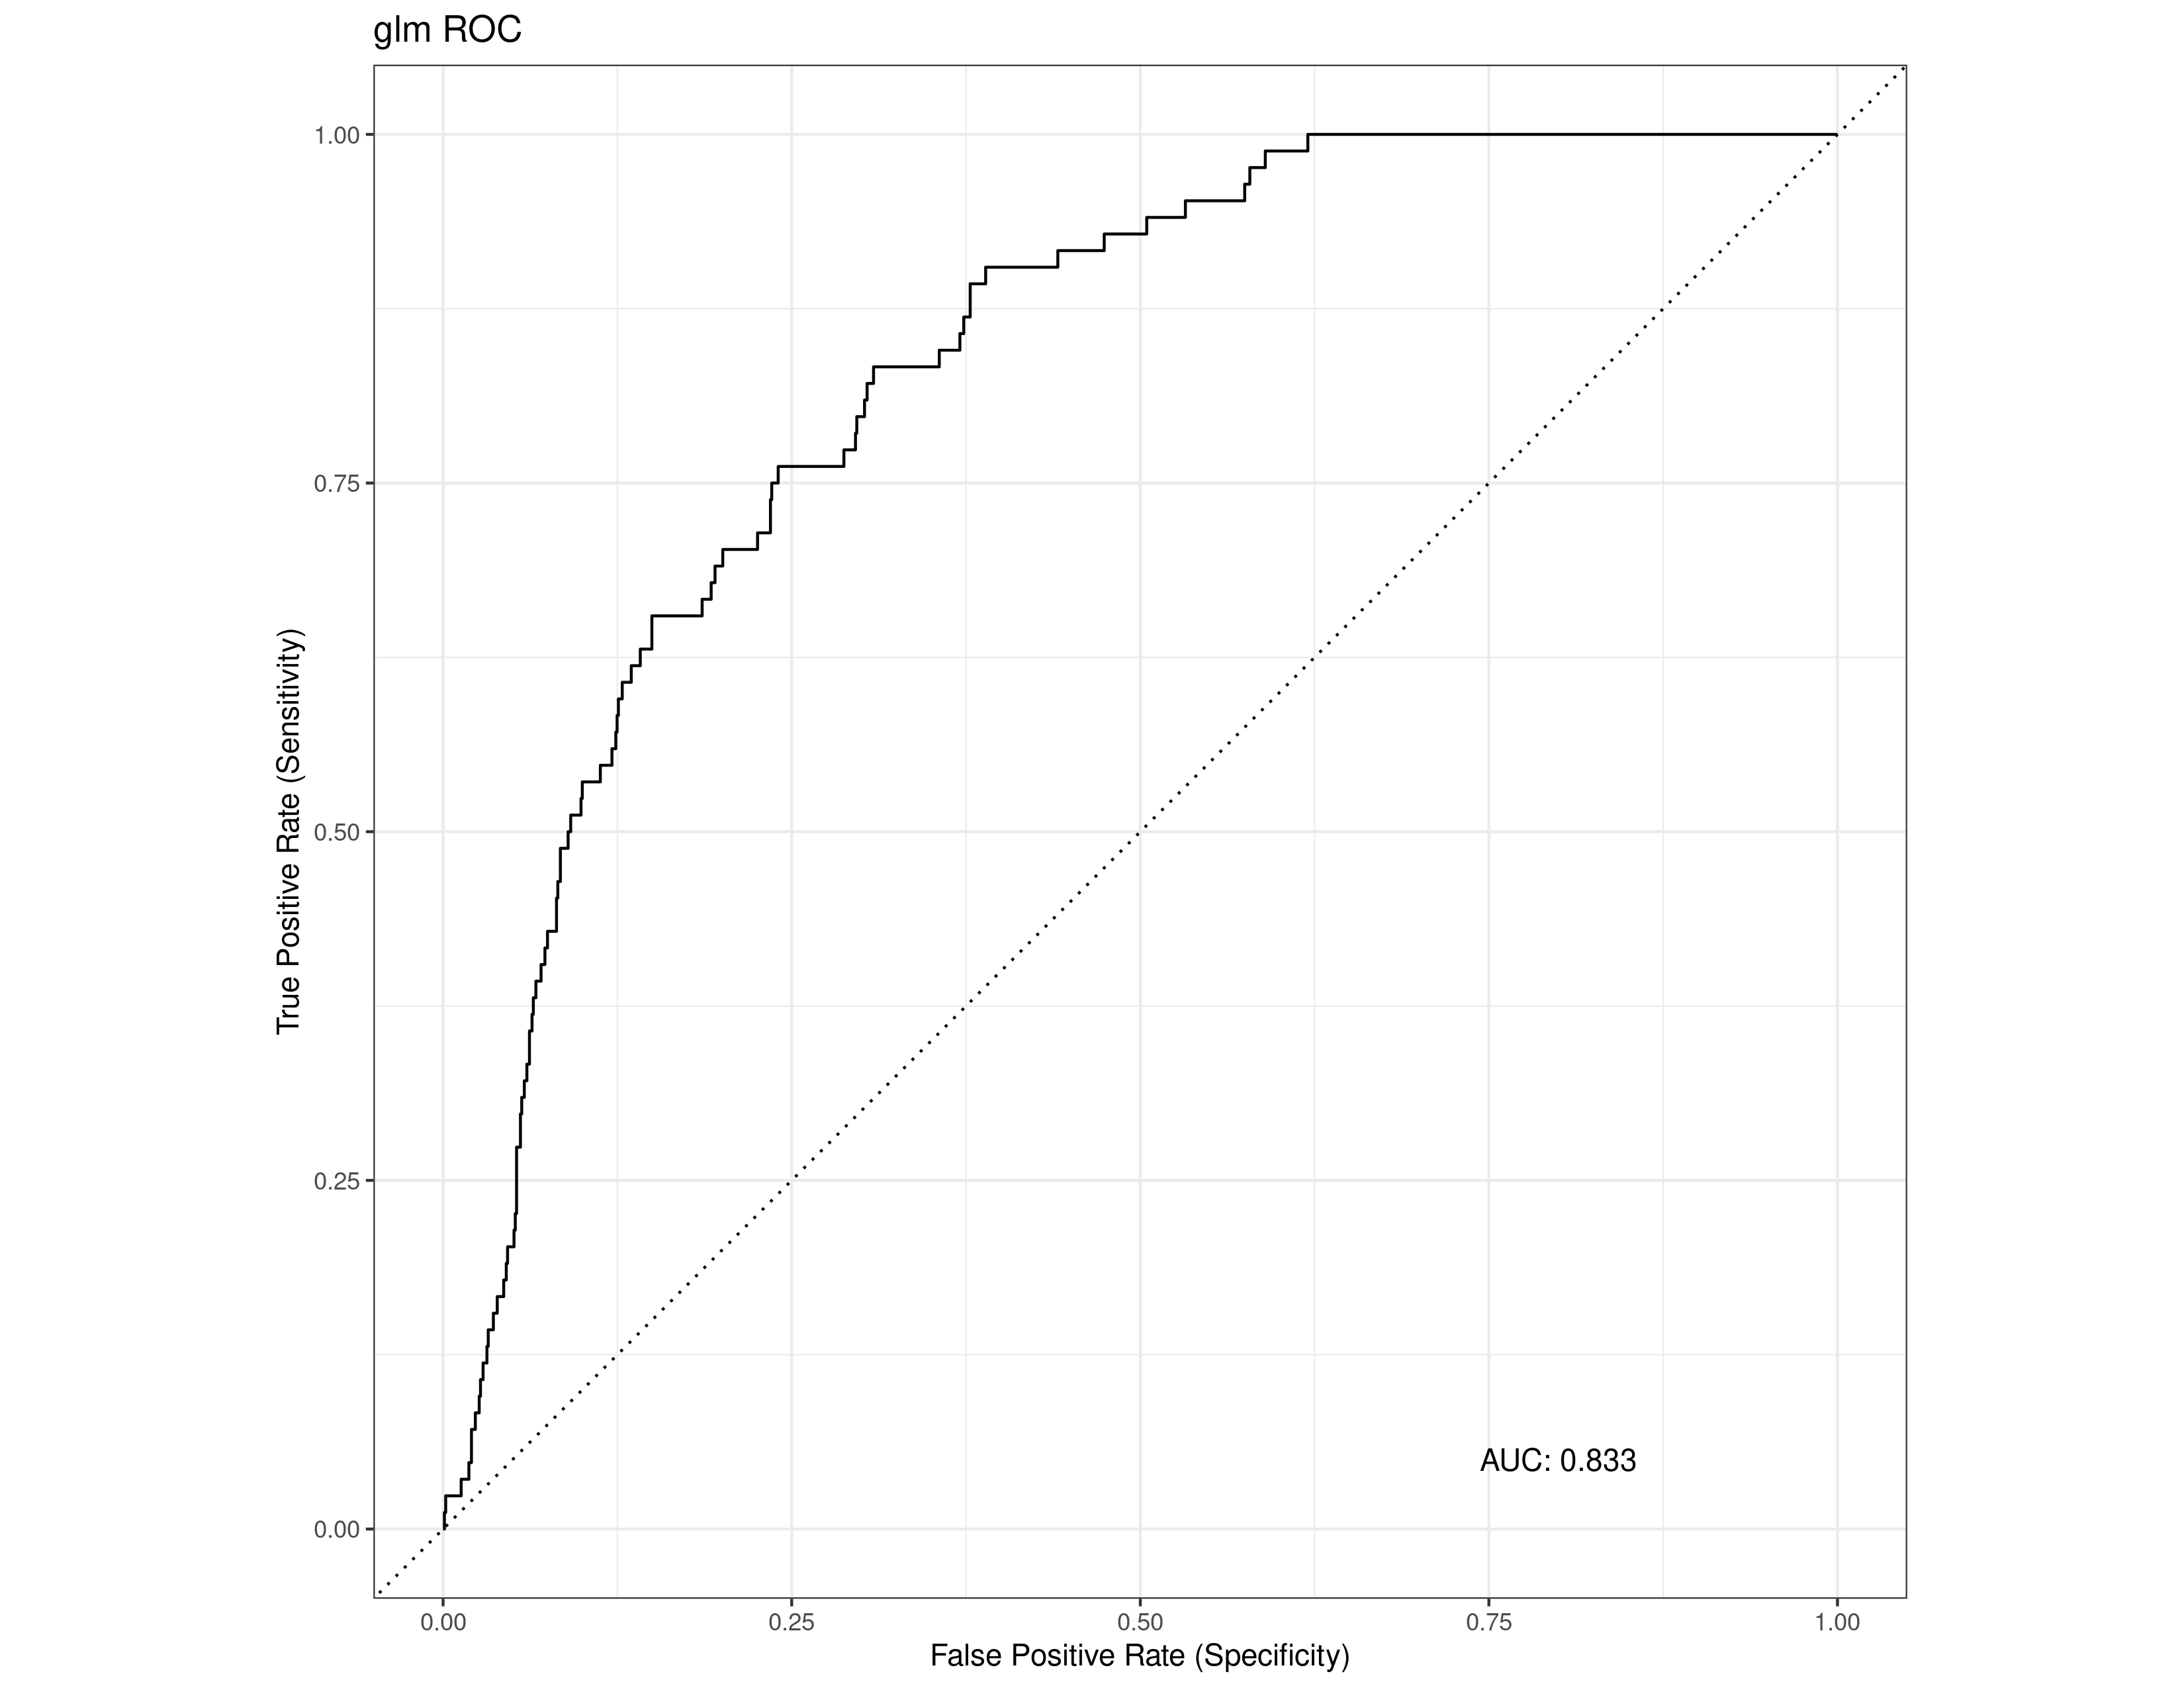 glm ROC
1.00
0.75
0.50
0.25
0.00
True Positive Rate (Sensitivity)
AUC: 0.833
0.00 0.25 0.50 0.75 1.00
False Positive Rate (Specificity)